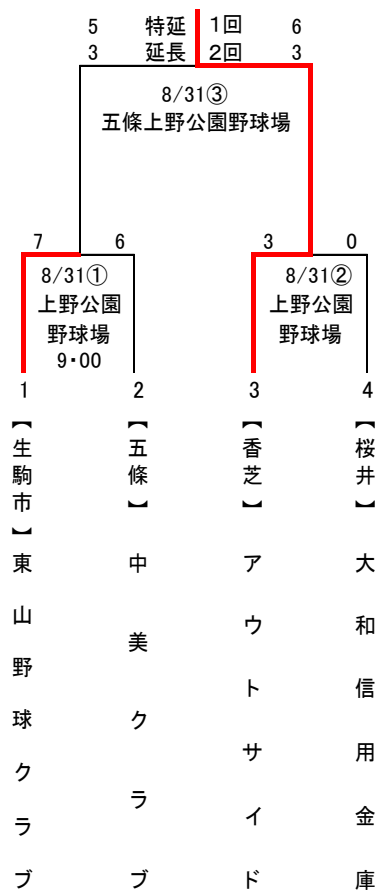 5 特延 1回 6
3 延長 2回 3
8/31③
五條上野公園野球場
7 6 3 0
8/31①
上野公園
野球場
9・00
8/31②
上野公園
野球場
1 2 3 4
【生駒市】東山野球クラブ
【五條】中美クラブ
【香芝】アウトサイド
【桜井】大和信用金庫